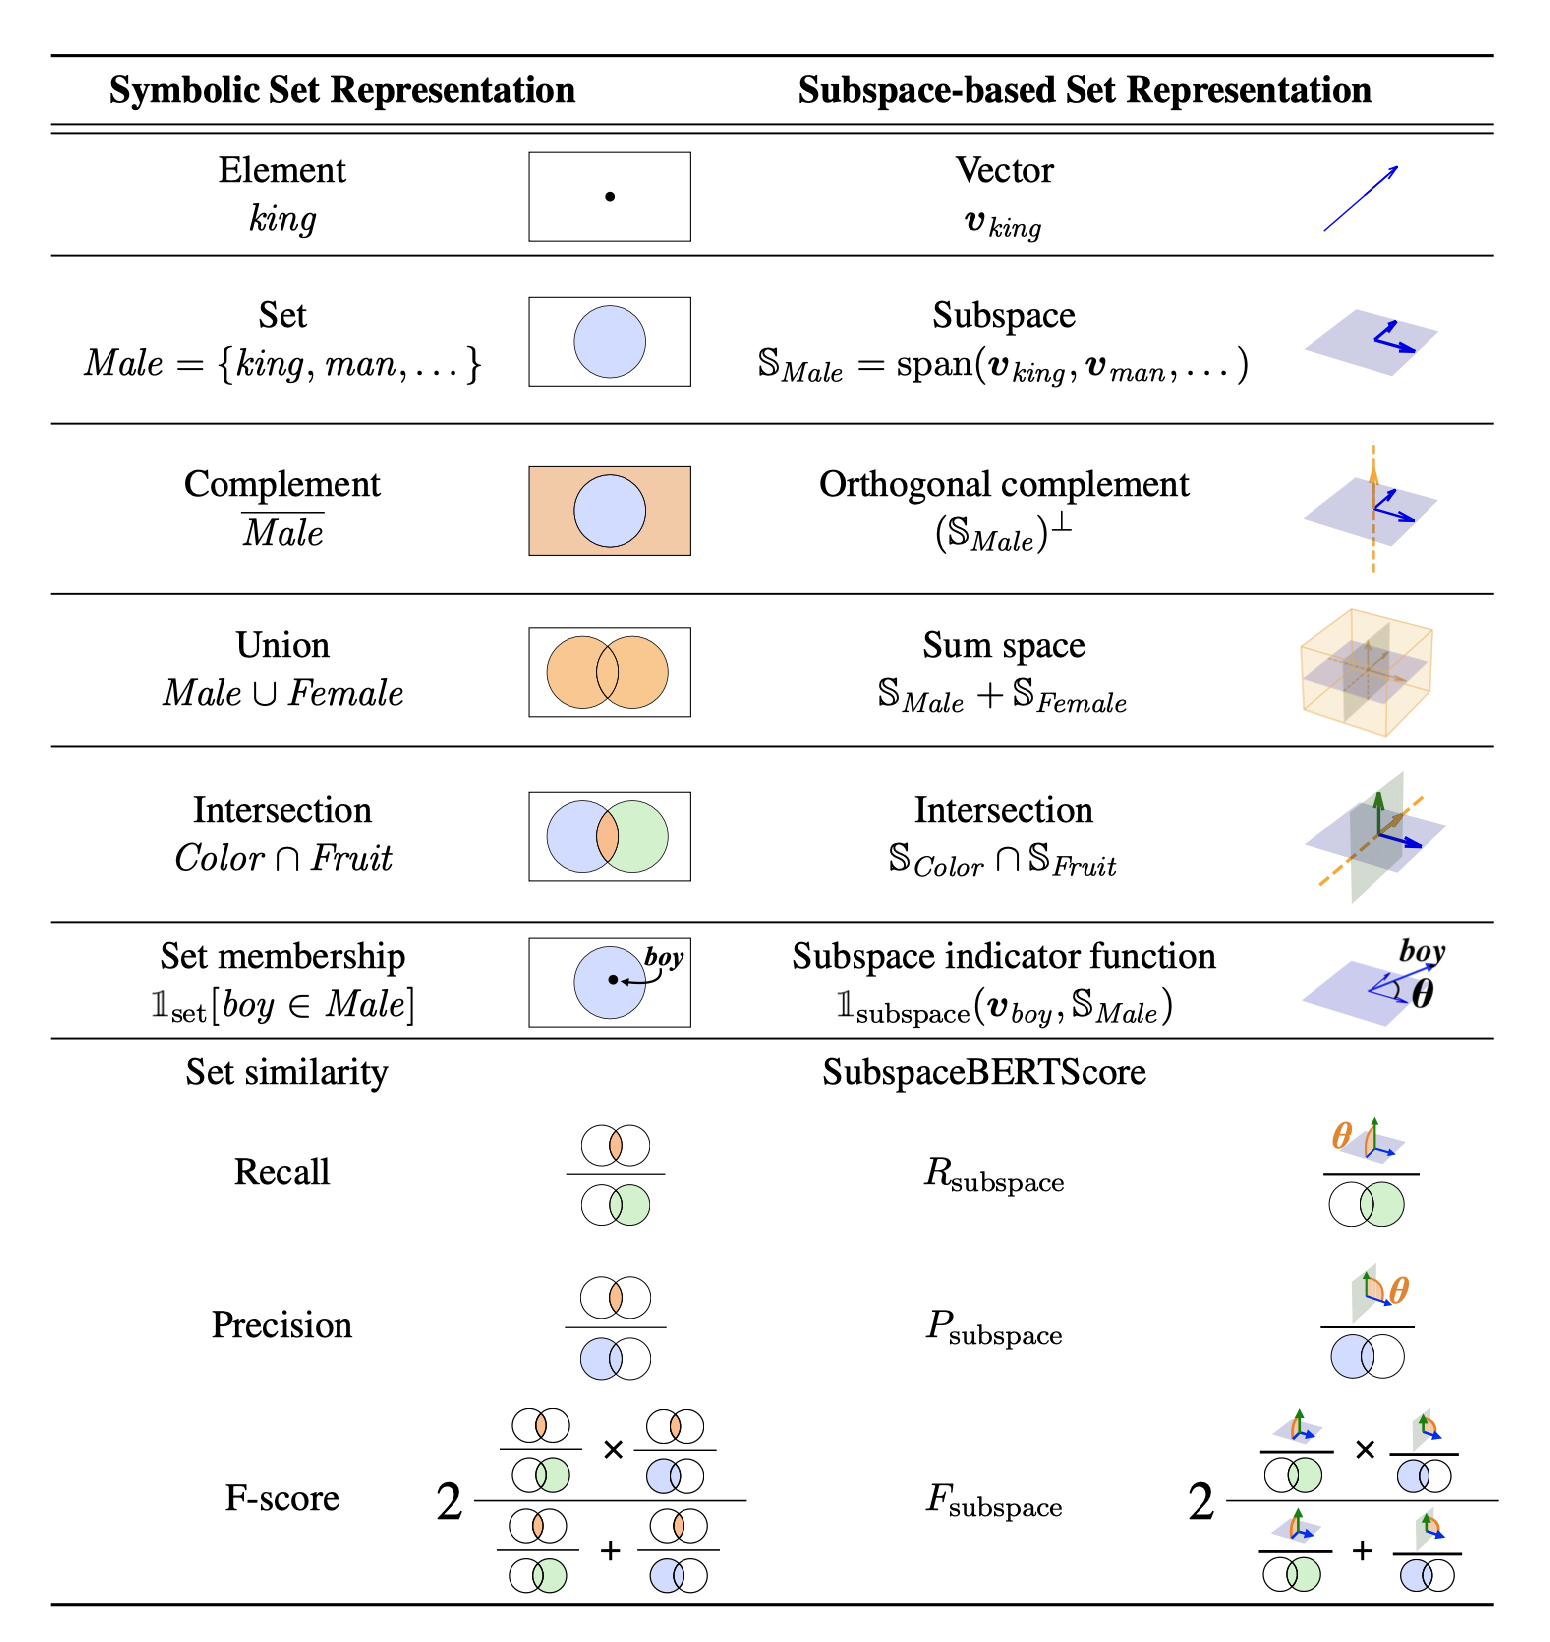 Symbolic Set Representation Subspace-based Set Representation
Element Vector
king 𝒗_king
Set Subspace
Male = {king, man, …} 𝕊_Male = span(𝒗_king, 𝒗_man, …)
Complement Orthogonal complement
M̅a̅l̅e̅ (𝕊_Male)^⊥
Union Sum space
Male ∪ Female 𝕊_Male + 𝕊_Female
Intersection Intersection
Color ∩ Fruit 𝕊_Color ∩ 𝕊_Fruit
Set membership boy Subspace indicator function boy
𝟙_set[boy ∈ Male] 𝟙_subspace(𝒗_boy, 𝕊_Male) θ
Set similarity SubspaceBERTScore
θ
Recall R_subspace
θ
Precision P_subspace
× ×
F-score 2 F_subspace 2
+ +